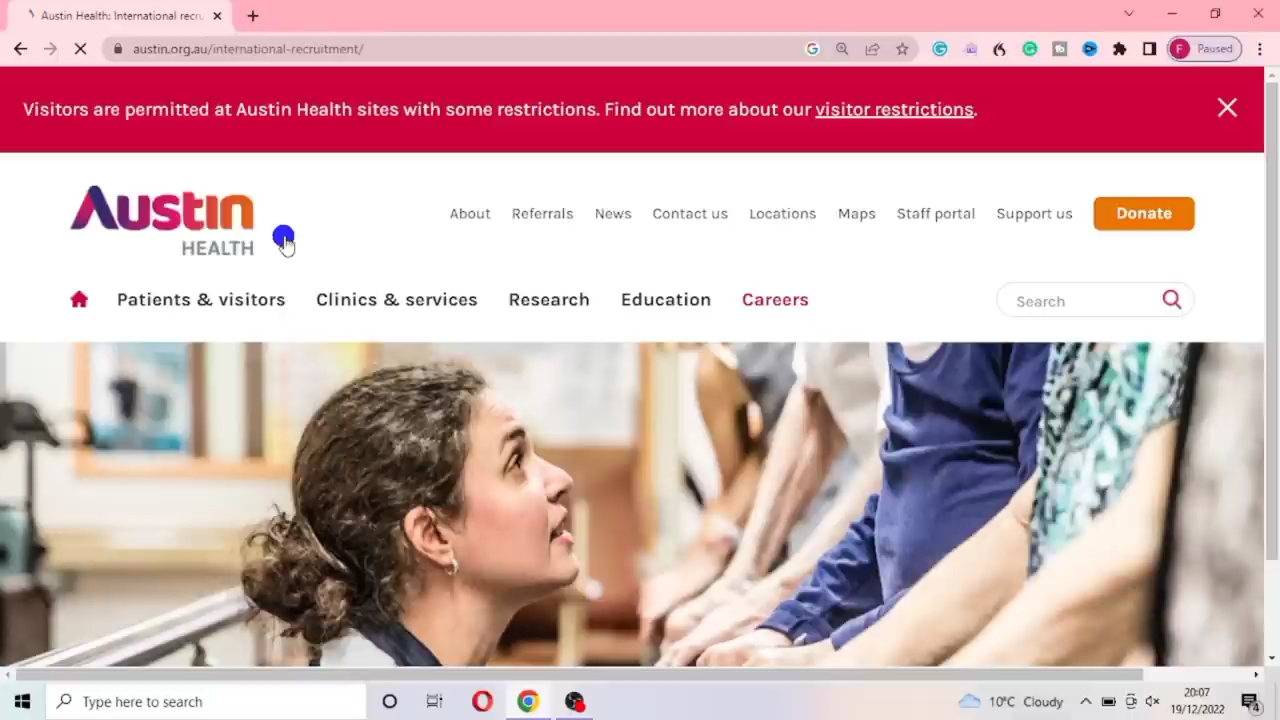 Austin Health: International recru
austin.org.au/international-recruitment/
F Paused
Visitors are permitted at Austin Health sites with some restrictions. Find out more about our visitor restrictions.
Austin
HEALTH
About Referrals News Contact us Locations Maps Staff portal Support us Donate
Patients & visitors Clinics & services Research Education Careers Search
Type here to search
10°C Cloudy
20:07
19/12/2022
4